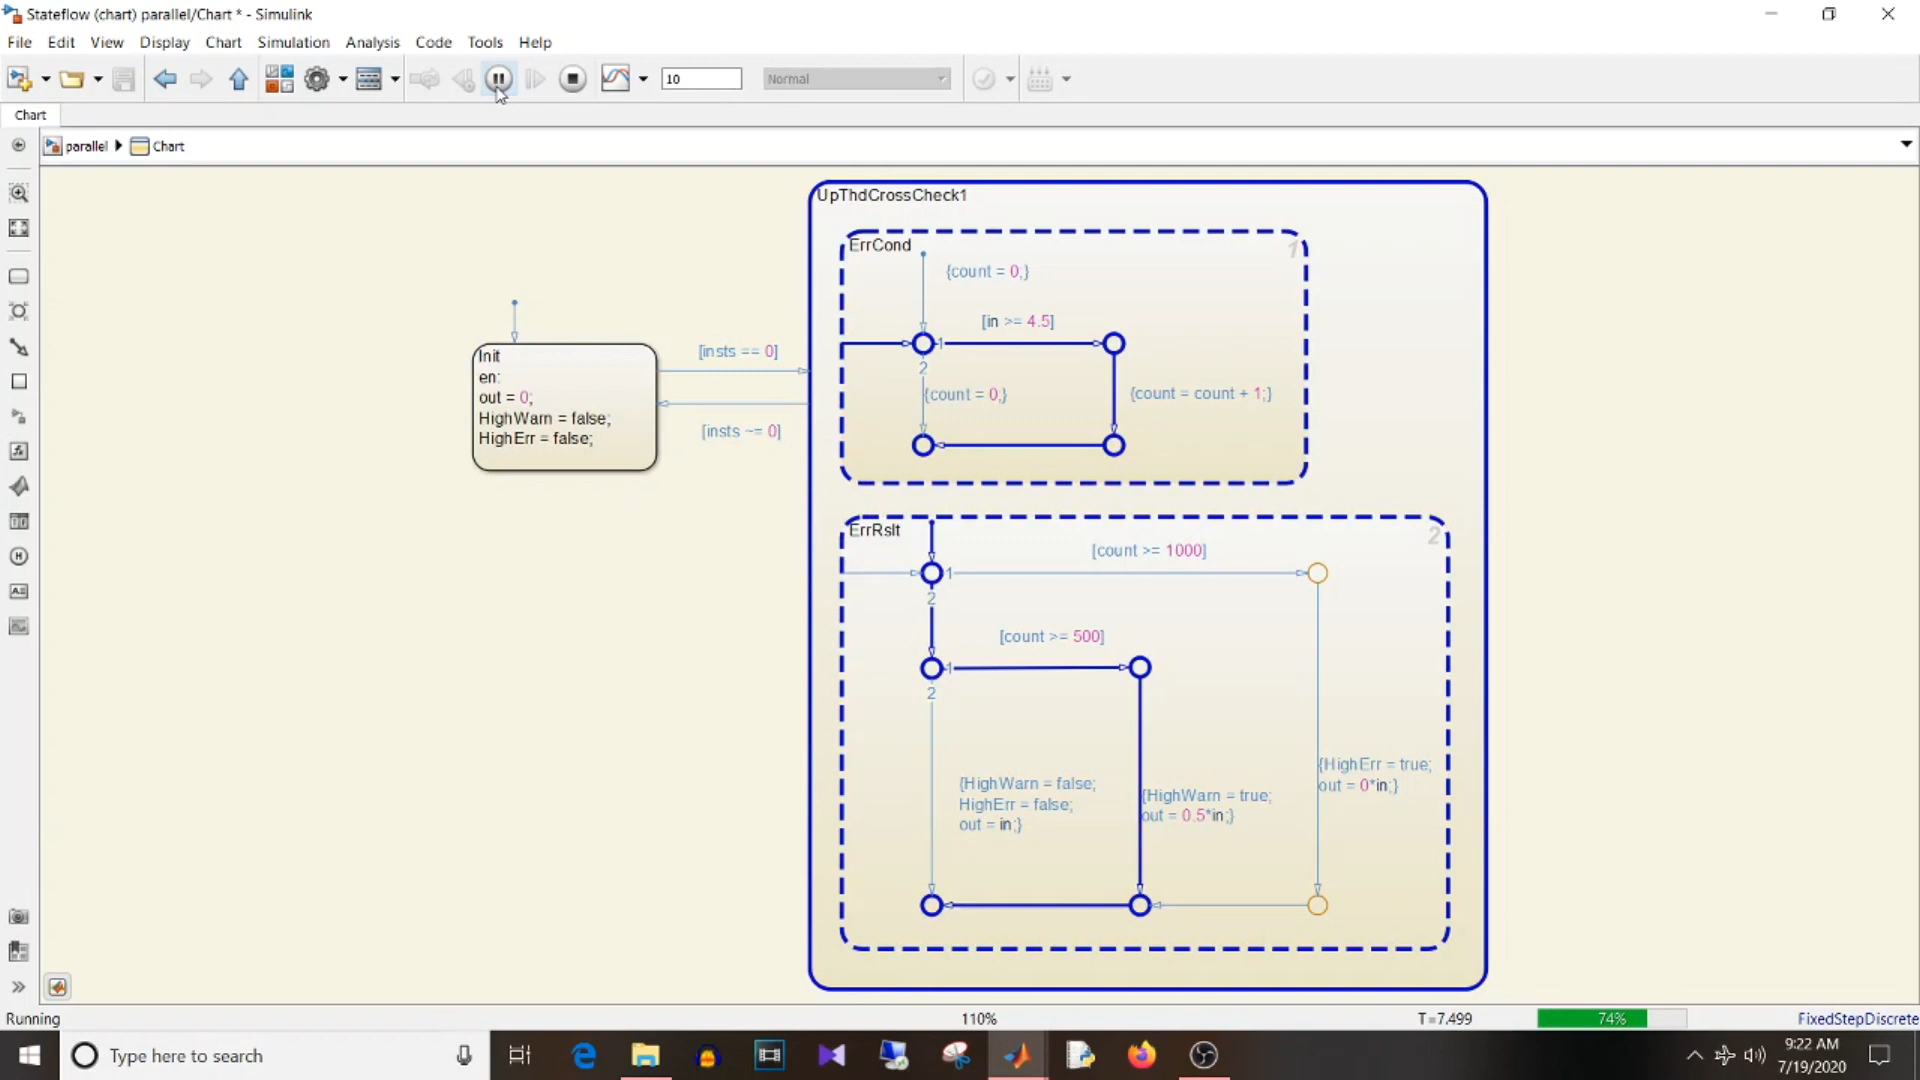 Stateflow (chart) parallel/Chart * - Simulink
File Edit View Display Chart Simulation Analysis Code Tools Help
10 Normal
Chart
parallel Chart
UpThdCrossCheck1
ErrCond 1
{count = 0;}
[in >= 4.5]
1
2
{count = 0;}
{count = count + 1;}
Init
en:
out = 0;
HighWarn = false;
HighErr = false;
[insts == 0]
[insts ~= 0]
ErrRslt 2
[count >= 1000]
1
2
[count >= 500]
1
2
{HighWarn = false;
HighErr = false;
out = in;}
{HighWarn = true;
out = 0.5*in;}
{HighErr = true;
out = 0*in;}
Running 110% T=7.499 74% FixedStepDiscrete
Type here to search
9:22 AM
7/19/2020